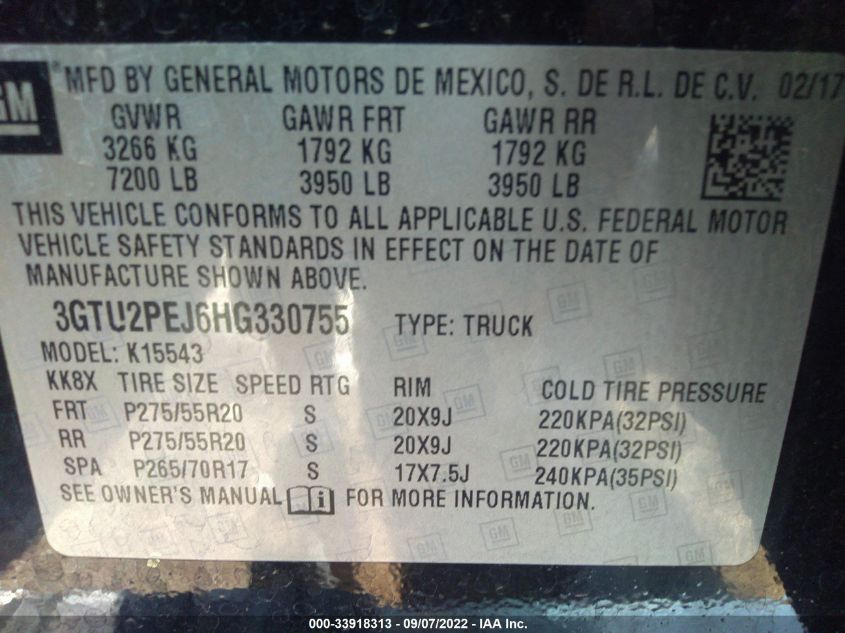 GM ® MFD BY GENERAL MOTORS DE MEXICO, S. DE R.L. DE C.V. 02/17
GVWR GAWR FRT GAWR RR
3266 KG 1792 KG 1792 KG
7200 LB 3950 LB 3950 LB
THIS VEHICLE CONFORMS TO ALL APPLICABLE U.S. FEDERAL MOTOR
VEHICLE SAFETY STANDARDS IN EFFECT ON THE DATE OF
MANUFACTURE SHOWN ABOVE.
3GTU2PEJ6HG330755 TYPE: TRUCK
MODEL: K15543
KK8X TIRE SIZE SPEED RTG RIM COLD TIRE PRESSURE
FRT P275/55R20 S 20X9J 220KPA(32PSI)
RR P275/55R20 S 20X9J 220KPA(32PSI)
SPA P265/70R17 S 17X7.5J 240KPA(35PSI)
SEE OWNER'S MANUAL i FOR MORE INFORMATION.
000-33918313 - 09/07/2022 - IAA Inc.